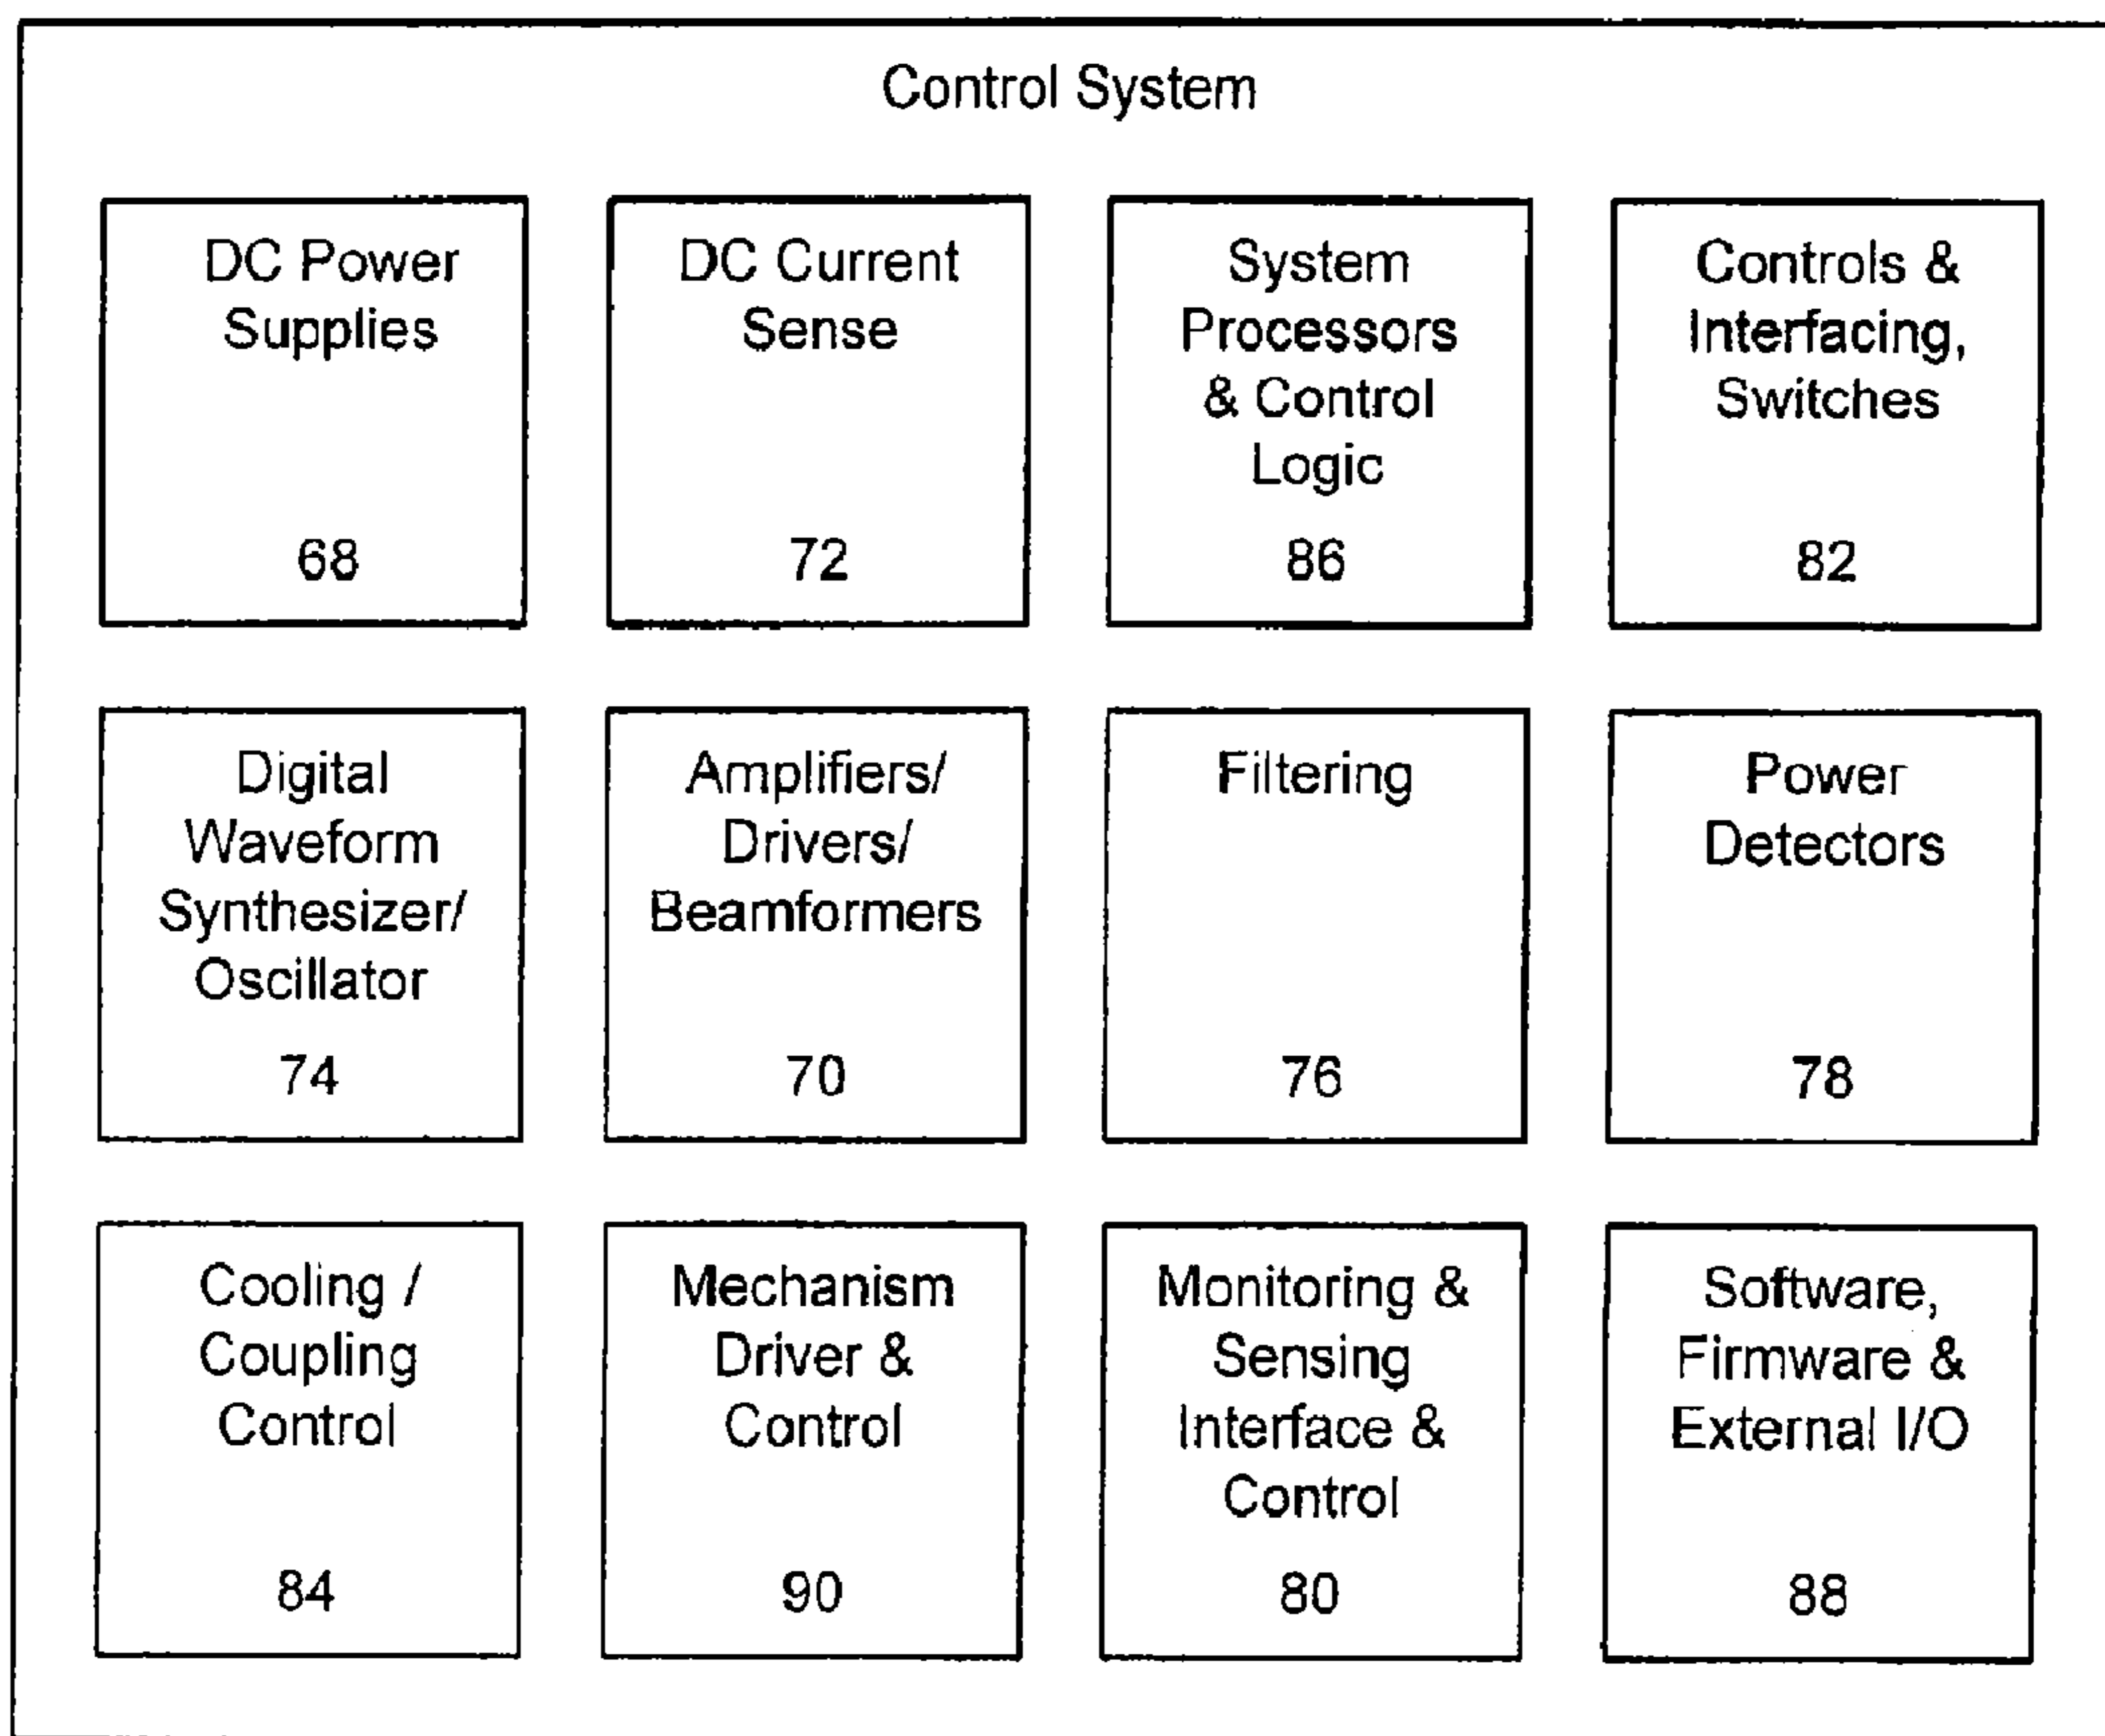 Control System
DC Power
Supplies
68
DC Current
Sense
72
System
Processors
& Control
Logic
86
Controls &
Interfacing,
Switches
82
Digital
Waveform
Synthesizer/
Oscillator
74
Amplifiers/
Drivers/
Beamformers
70
Filtering
76
Power
Detectors
78
Cooling /
Coupling
Control
84
Mechanism
Driver &
Control
90
Monitoring &
Sensing
Interface &
Control
80
Software,
Firmware &
External I/O
88